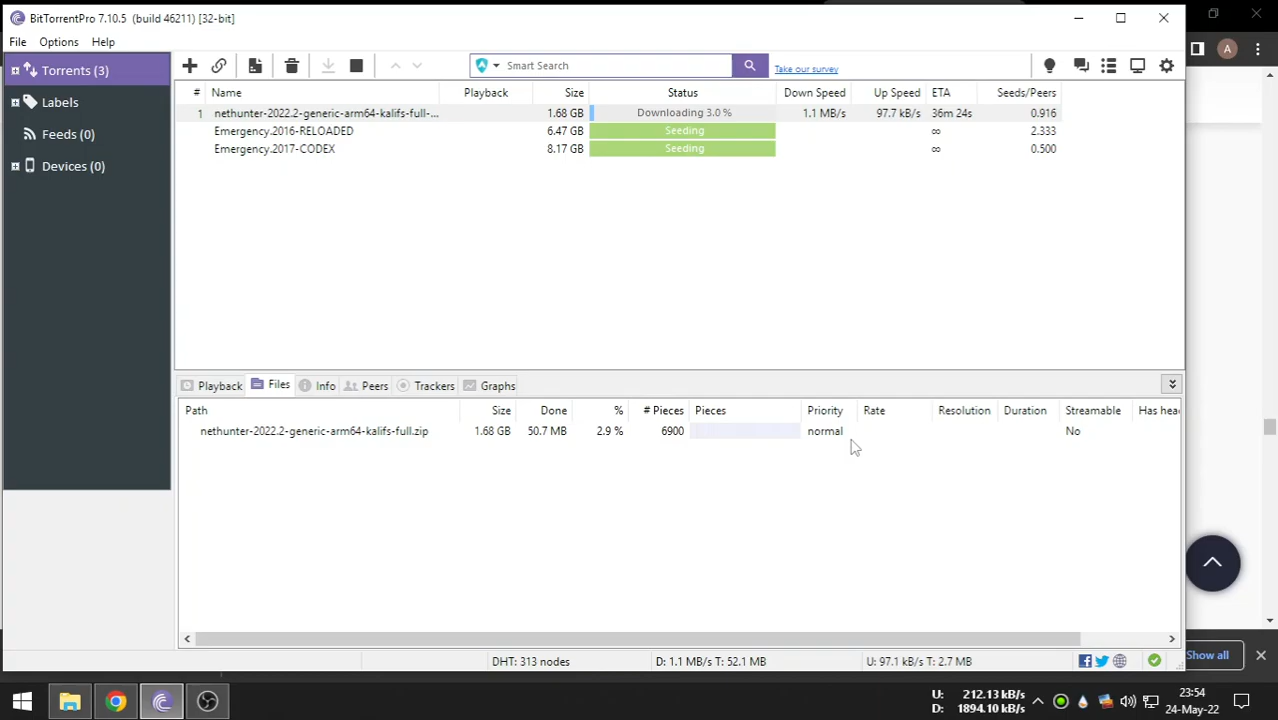 BitTorrentPro 7.10.5 (build 46211) [32-bit]
File Options Help
Torrents (3)
Labels
Feeds (0)
Devices (0)
Smart Search
Take our survey
# Name Playback Size Status Down Speed Up Speed ETA Seeds/Peers
1 nethunter-2022.2-generic-arm64-kalifs-full-... 1.68 GB Downloading 3.0 % 1.1 MB/s 97.7 kB/s 36m 24s 0.916
Emergency.2016-RELOADED 6.47 GB Seeding ∞ 2.333
Emergency.2017-CODEX 8.17 GB Seeding ∞ 0.500
Playback Files Info Peers Trackers Graphs
Path Size Done % # Pieces Pieces Priority Rate Resolution Duration Streamable Has head
nethunter-2022.2-generic-arm64-kalifs-full.zip 1.68 GB 50.7 MB 2.9 % 6900 normal No
DHT: 313 nodes D: 1.1 MB/s T: 52.1 MB U: 97.1 kB/s T: 2.7 MB
A
Show all
U: 212.13 kB/s
D: 1894.10 kB/s
23:54
24-May-22